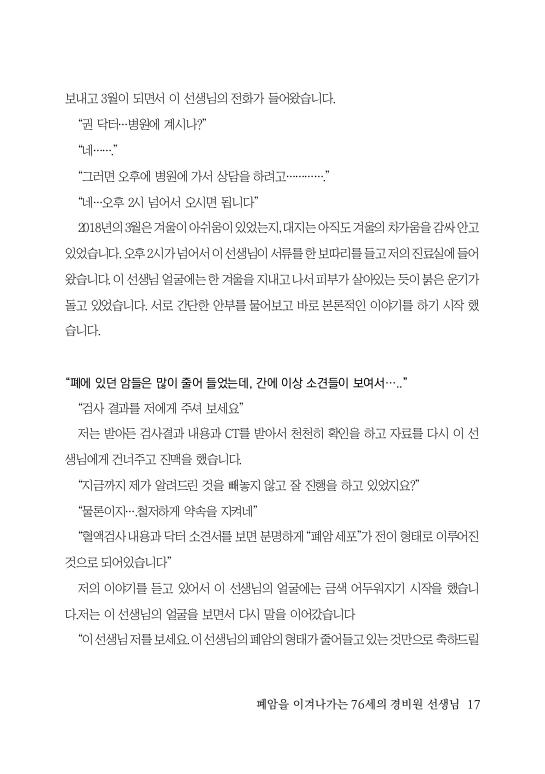 보내고 3월이 되면서 이 선생님의 전화가 들어왔습니다.
“권 닥터…병원에 계시나?”
“네…….”
“그러면 오후에 병원에 가서 상담을 하려고………….”
“네…오후 2시 넘어서 오시면 됩니다”
2018년의 3월은 겨울이 아쉬움이 있었는지, 대지는 아직도 겨울의 차가움을 감싸 안고
있었습니다. 오후 2시가 넘어서 이 선생님이 서류를 한 보따리를 들고 저의 진료실에 들어
왔습니다. 이 선생님 얼굴에는 한 겨울을 지내고 나서 피부가 살아있는 듯이 붉은 운기가
돌고 있었습니다. 서로 간단한 안부를 물어보고 바로 본론적인 이야기를 하기 시작 했
습니다.
“폐에 있던 암들은 많이 줄어 들었는데, 간에 이상 소견들이 보여서…..”
“검사 결과를 저에게 주셔 보세요”
저는 받아든 검사결과 내용과 CT를 받아서 천천히 확인을 하고 자료를 다시 이 선
생님에게 건너주고 진맥을 했습니다.
“지금까지 제가 알려드린 것을 빼놓지 않고 잘 진행을 하고 있었지요?”
“물론이지….철저하게 약속을 지켜네”
“혈액검사 내용과 닥터 소견서를 보면 분명하게 “폐암 세포”가 전이 형태로 이루어진
것으로 되어있습니다”
저의 이야기를 듣고 있어서 이 선생님의 얼굴에는 금색 어두워지기 시작을 했습니
다.저는 이 선생님의 얼굴을 보면서 다시 말을 이어갔습니다
“이 선생님 저를 보세요. 이 선생님의 폐암의 형태가 줄어들고 있는 것만으로 축하드릴
폐암을 이겨나가는 76세의 경비원 선생님 17